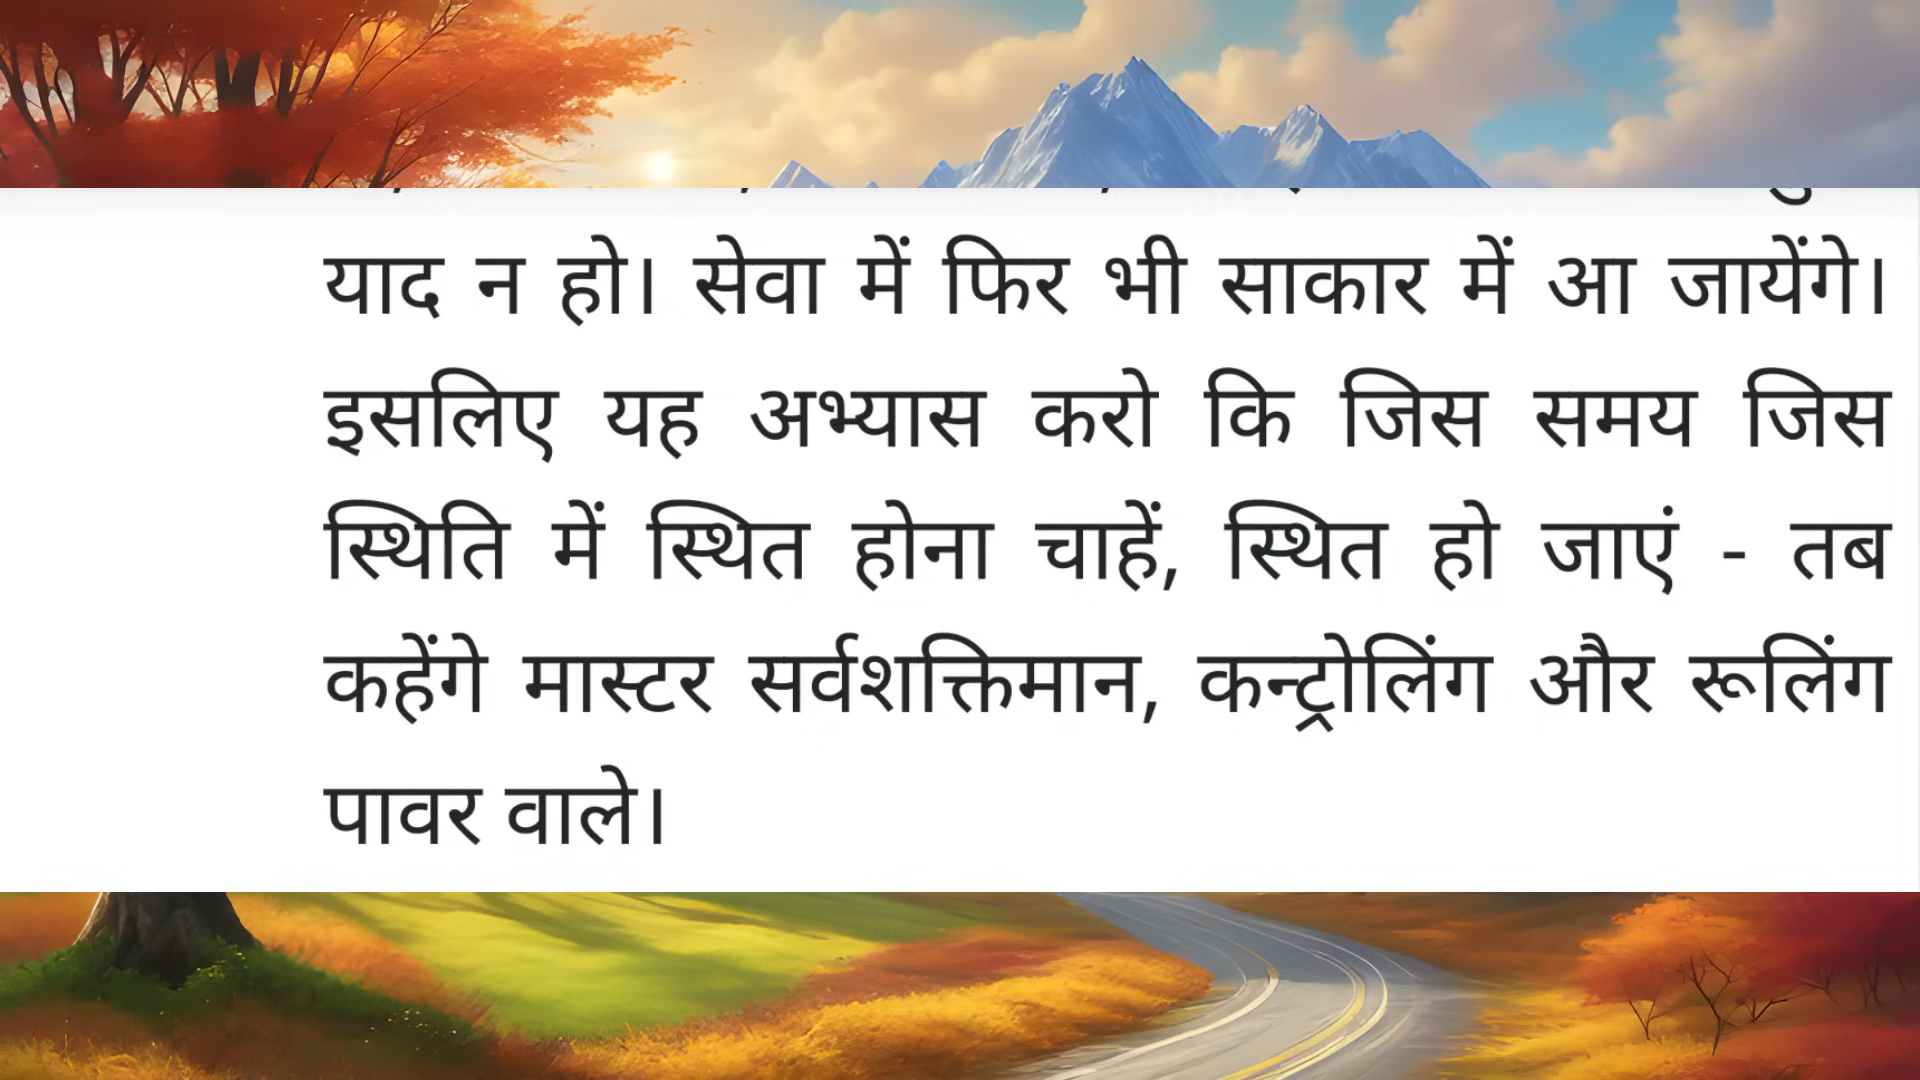 याद न हो। सेवा में फिर भी साकार में आ जायेंगे।
इसलिए यह अभ्यास करो कि जिस समय जिस
स्थिति में स्थित होना चाहें, स्थित हो जाएं - तब
कहेंगे मास्टर सर्वशक्तिमान, कन्ट्रोलिंग और रूलिंग
पावर वाले।